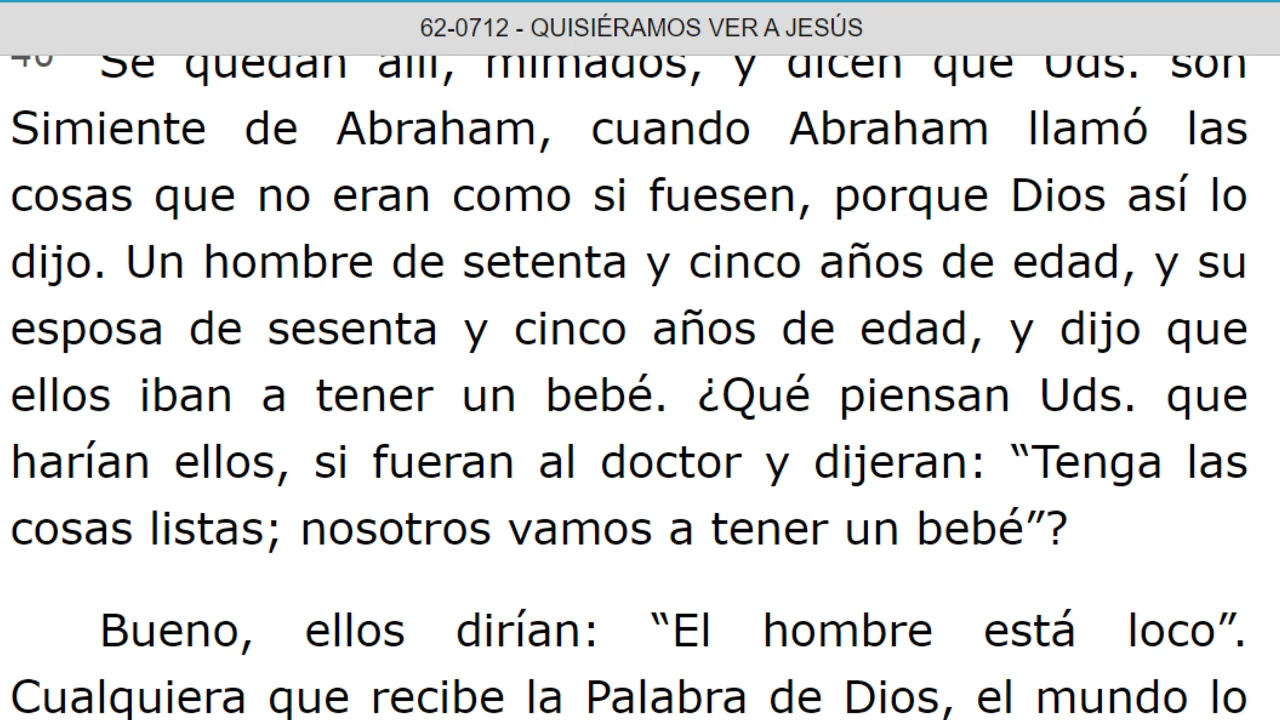 62-0712 - QUISIÉRAMOS VER A JESÚS
Se quedan allí, mimados, y dicen que Uds. son
Simiente de Abraham, cuando Abraham llamó las
cosas que no eran como si fuesen, porque Dios así lo
dijo. Un hombre de setenta y cinco años de edad, y su
esposa de sesenta y cinco años de edad, y dijo que
ellos iban a tener un bebé. ¿Qué piensan Uds. que
harían ellos, si fueran al doctor y dijeran: “Tenga las
cosas listas; nosotros vamos a tener un bebé”?
Bueno, ellos dirían: “El hombre está loco”.
Cualquiera que recibe la Palabra de Dios, el mundo lo